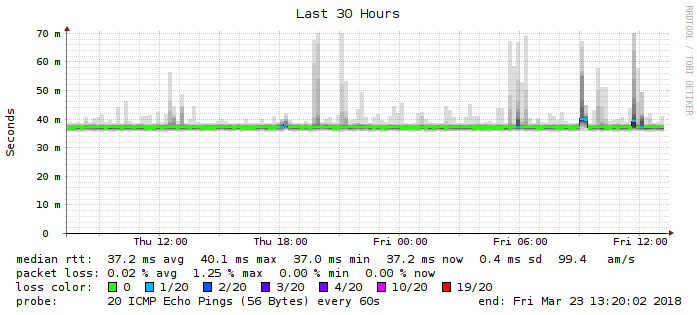 Last 30 Hours
RRDTOOL / TOBI OETIKER
Seconds
70 m
60 m
50 m
40 m
30 m
20 m
10 m
0
Thu 12:00 Thu 18:00 Fri 00:00 Fri 06:00 Fri 12:00
median rtt: 37.2 ms avg 40.1 ms max 37.0 ms min 37.2 ms now 0.4 ms sd 99.4 am/s
packet loss: 0.02 % avg 1.25 % max 0.00 % min 0.00 % now
loss color: 0 1/20 2/20 3/20 4/20 10/20 19/20
probe: 20 ICMP Echo Pings (56 Bytes) every 60s end: Fri Mar 23 13:20:02 2018